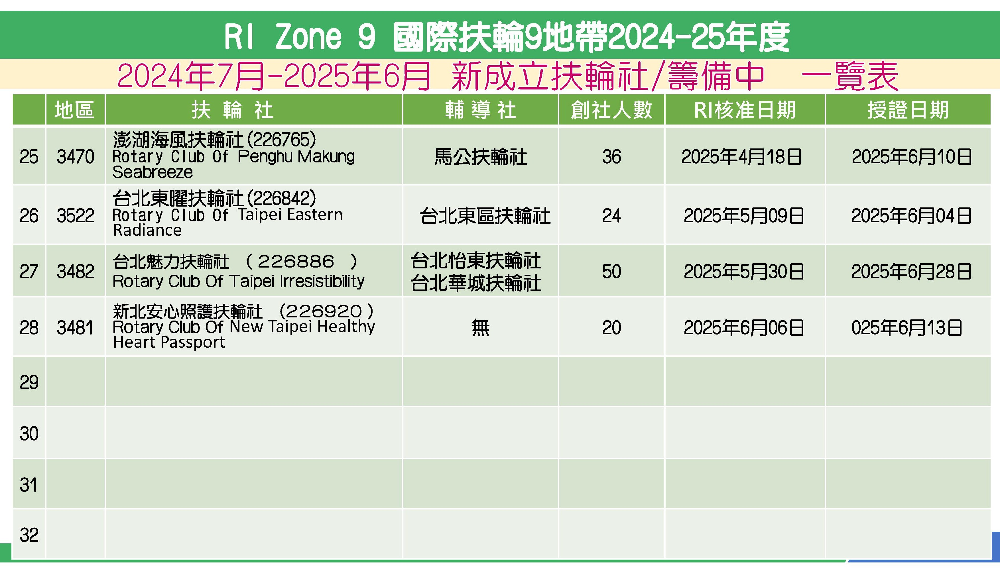 RI Zone 9 國際扶輪9地帶2024-25年度
2024年7月-2025年6月 新成立扶輪社/籌備中 一覽表
地區 扶輪社 輔導社 創社人數 RI核准日期 授證日期
澎湖海風扶輪社(226765)
25 3470 Rotary Club Of Penghu Makung 馬公扶輪社 36 2025年4月18日 2025年6月10日
Seabreeze
台北東曜扶輪社(226842)
26 3522 Rotary Club Of Taipei Eastern 台北東區扶輪社 24 2025年5月09日 2025年6月04日
Radiance
台北魅力扶輪社 (226886 ) 台北怡東扶輪社
27 3482 50 2025年5月30日 2025年6月28日
Rotary Club Of Taipei Irresistibility 台北華城扶輪社
新北安心照護扶輪社 (226920)
28 3481 Rotary Club Of New Taipei Healthy 無 20 2025年6月06日 025年6月13日
Heart Passport
29
30
31
32